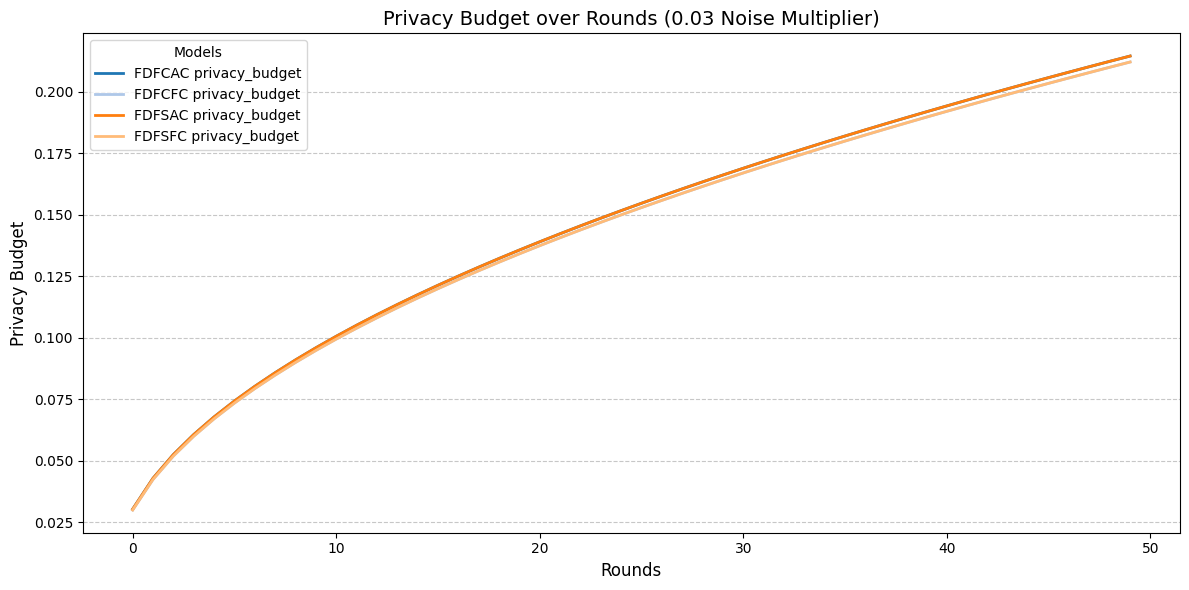 Privacy Budget over Rounds (0.03 Noise Multiplier)
Models
FDFCAC privacy_budget
FDFCFC privacy_budget
FDFSAC privacy_budget
FDFSFC privacy_budget
Privacy Budget
0.200
0.175
0.150
0.125
0.100
0.075
0.050
0.025
0 10 20 30 40 50
Rounds